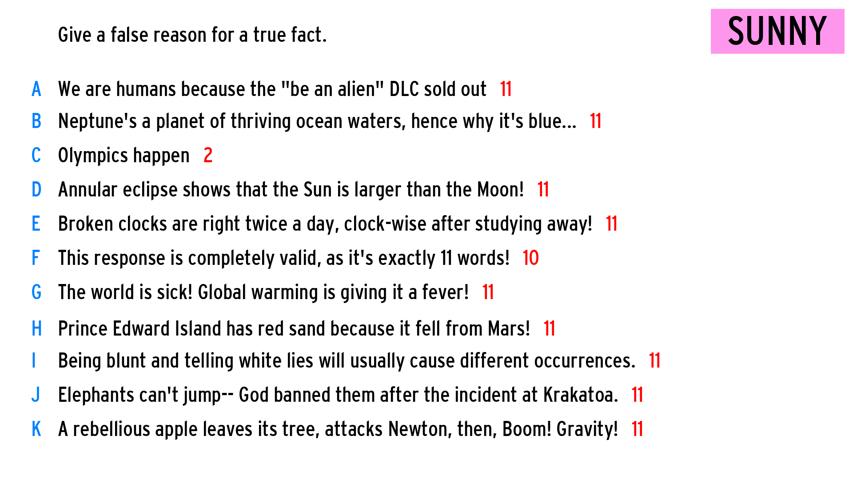 Give a false reason for a true fact.
SUNNY
A We are humans because the "be an alien" DLC sold out 11
B Neptune's a planet of thriving ocean waters, hence why it's blue... 11
C Olympics happen 2
D Annular eclipse shows that the Sun is larger than the Moon! 11
E Broken clocks are right twice a day, clock-wise after studying away! 11
F This response is completely valid, as it's exactly 11 words! 10
G The world is sick! Global warming is giving it a fever! 11
H Prince Edward Island has red sand because it fell from Mars! 11
I Being blunt and telling white lies will usually cause different occurrences. 11
J Elephants can't jump-- God banned them after the incident at Krakatoa. 11
K A rebellious apple leaves its tree, attacks Newton, then, Boom! Gravity! 11